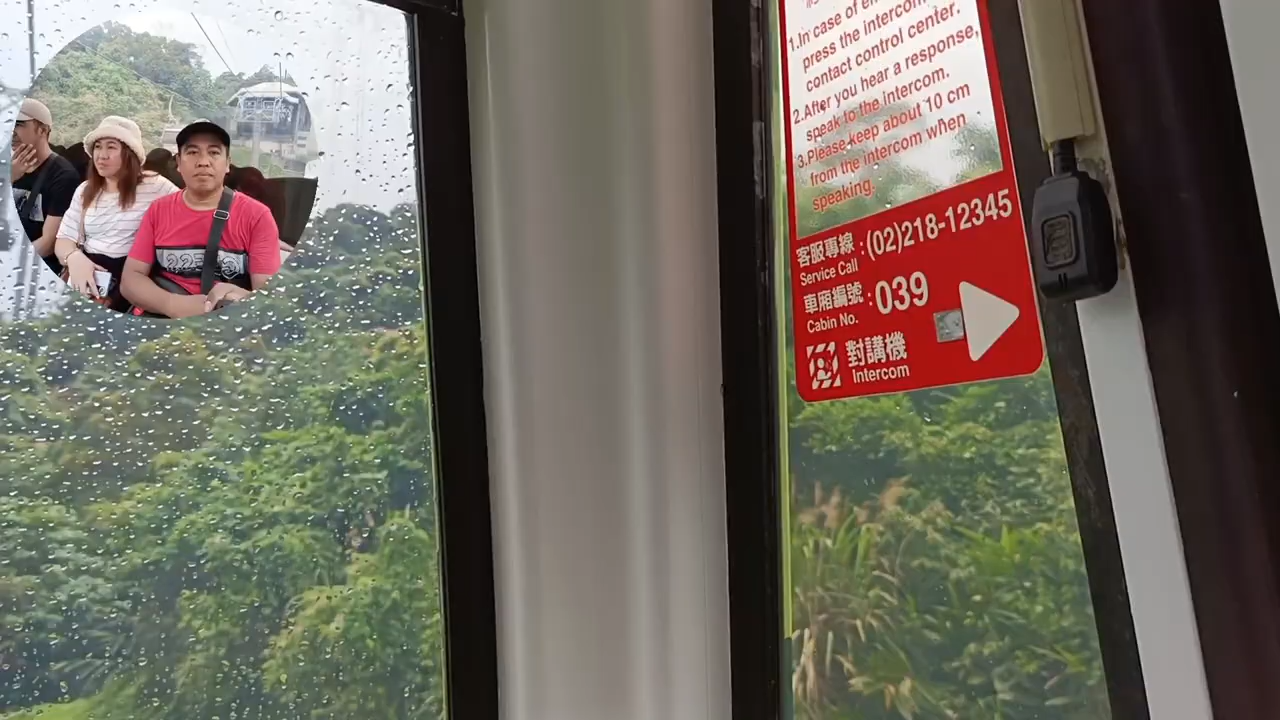 1.In case of
press the intercom
contact control center.
2.After you hear a response,
speak to the intercom.
3.Please keep about 10 cm
from the intercom when
speaking.
客服專線 : (02)218-12345
Service Call
車廂編號 : 039
Cabin No.
對講機
Intercom